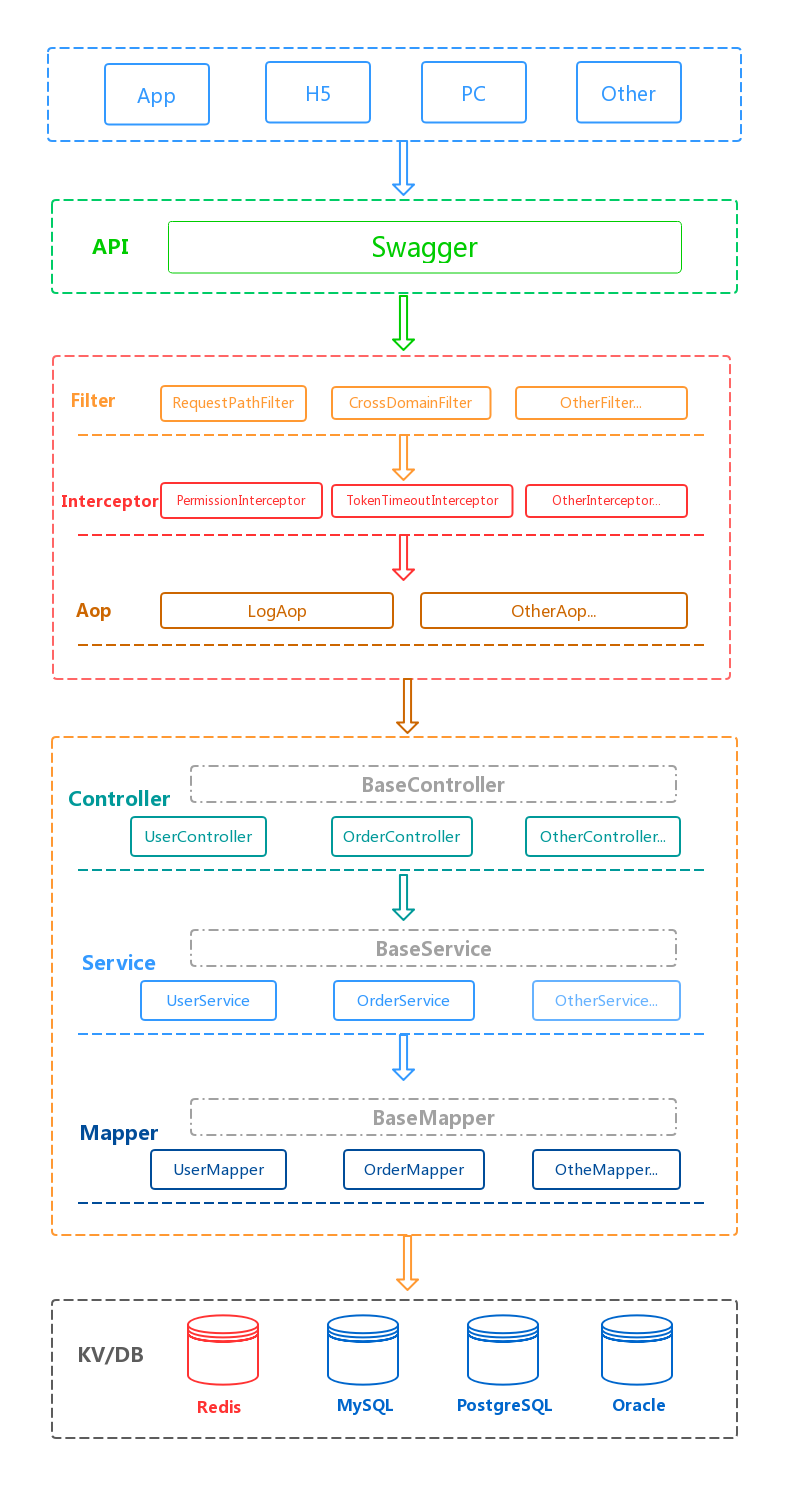 App
H5
PC
Other
API
Swagger
Filter
RequestPathFilter
CrossDomainFilter
OtherFilter...
Interceptor
PermissionInterceptor
TokenTimeoutInterceptor
OtherInterceptor...
Aop
LogAop
OtherAop...
Controller
BaseController
UserController
OrderController
OtherController...
Service
BaseService
UserService
OrderService
OtherService...
Mapper
BaseMapper
UserMapper
OrderMapper
OtheMapper...
KV/DB
Redis
MySQL
PostgreSQL
Oracle